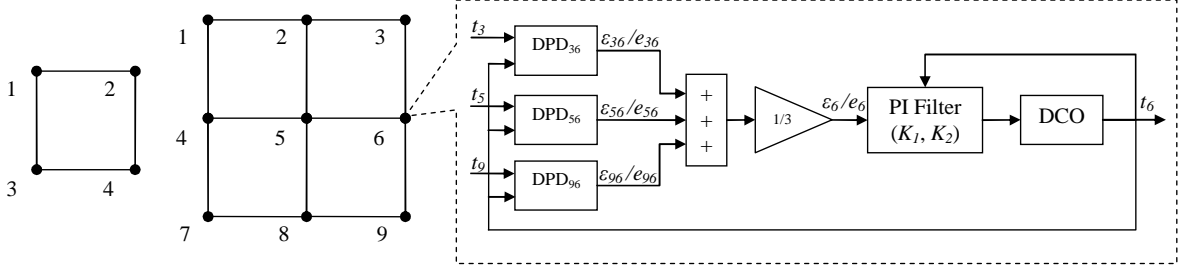 1 2
3 4
1 2 3
4 5 6
7 8 9
t₃ DPD₃₆ ε₃₆/e₃₆
t₅ DPD₅₆ ε₅₆/e₅₆
t₉ DPD₉₆ ε₉₆/e₉₆
+
+
+
1/3
ε₆/e₆
PI Filter
(K₁, K₂)
DCO
t₆